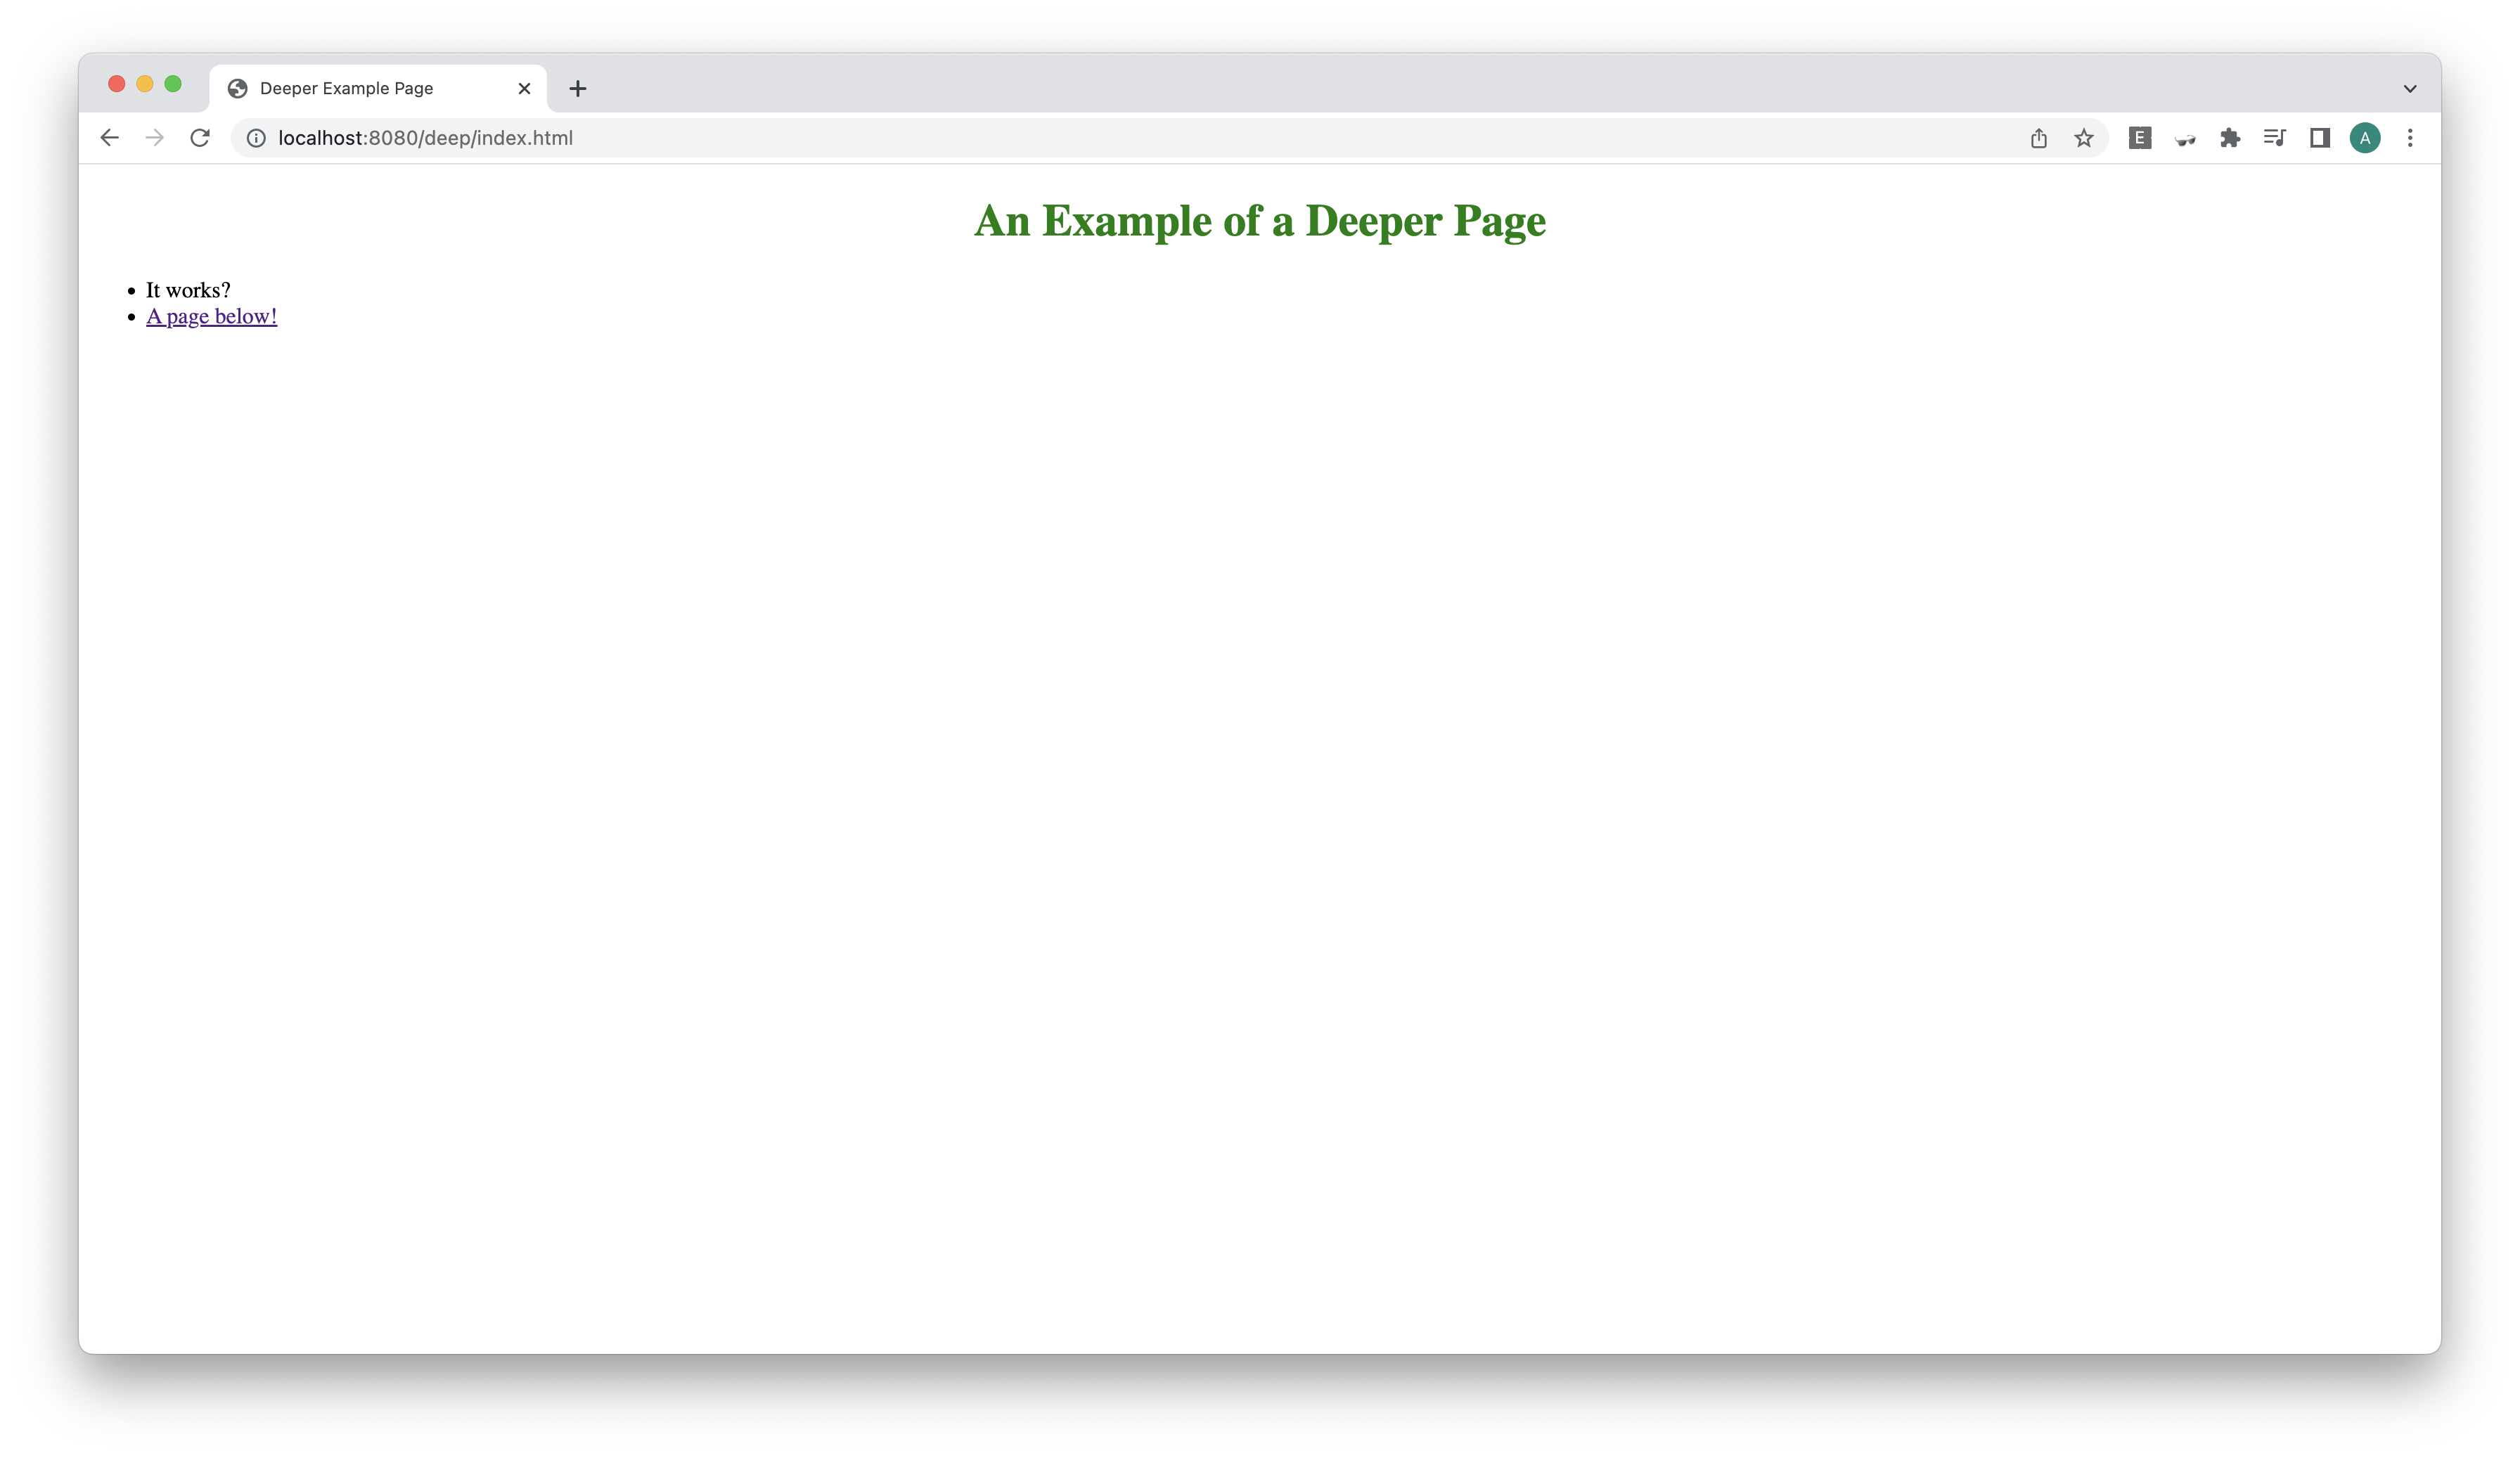 Deeper Example Page
localhost:8080/deep/index.html
E
A
An Example of a Deeper Page
It works?
A page below!